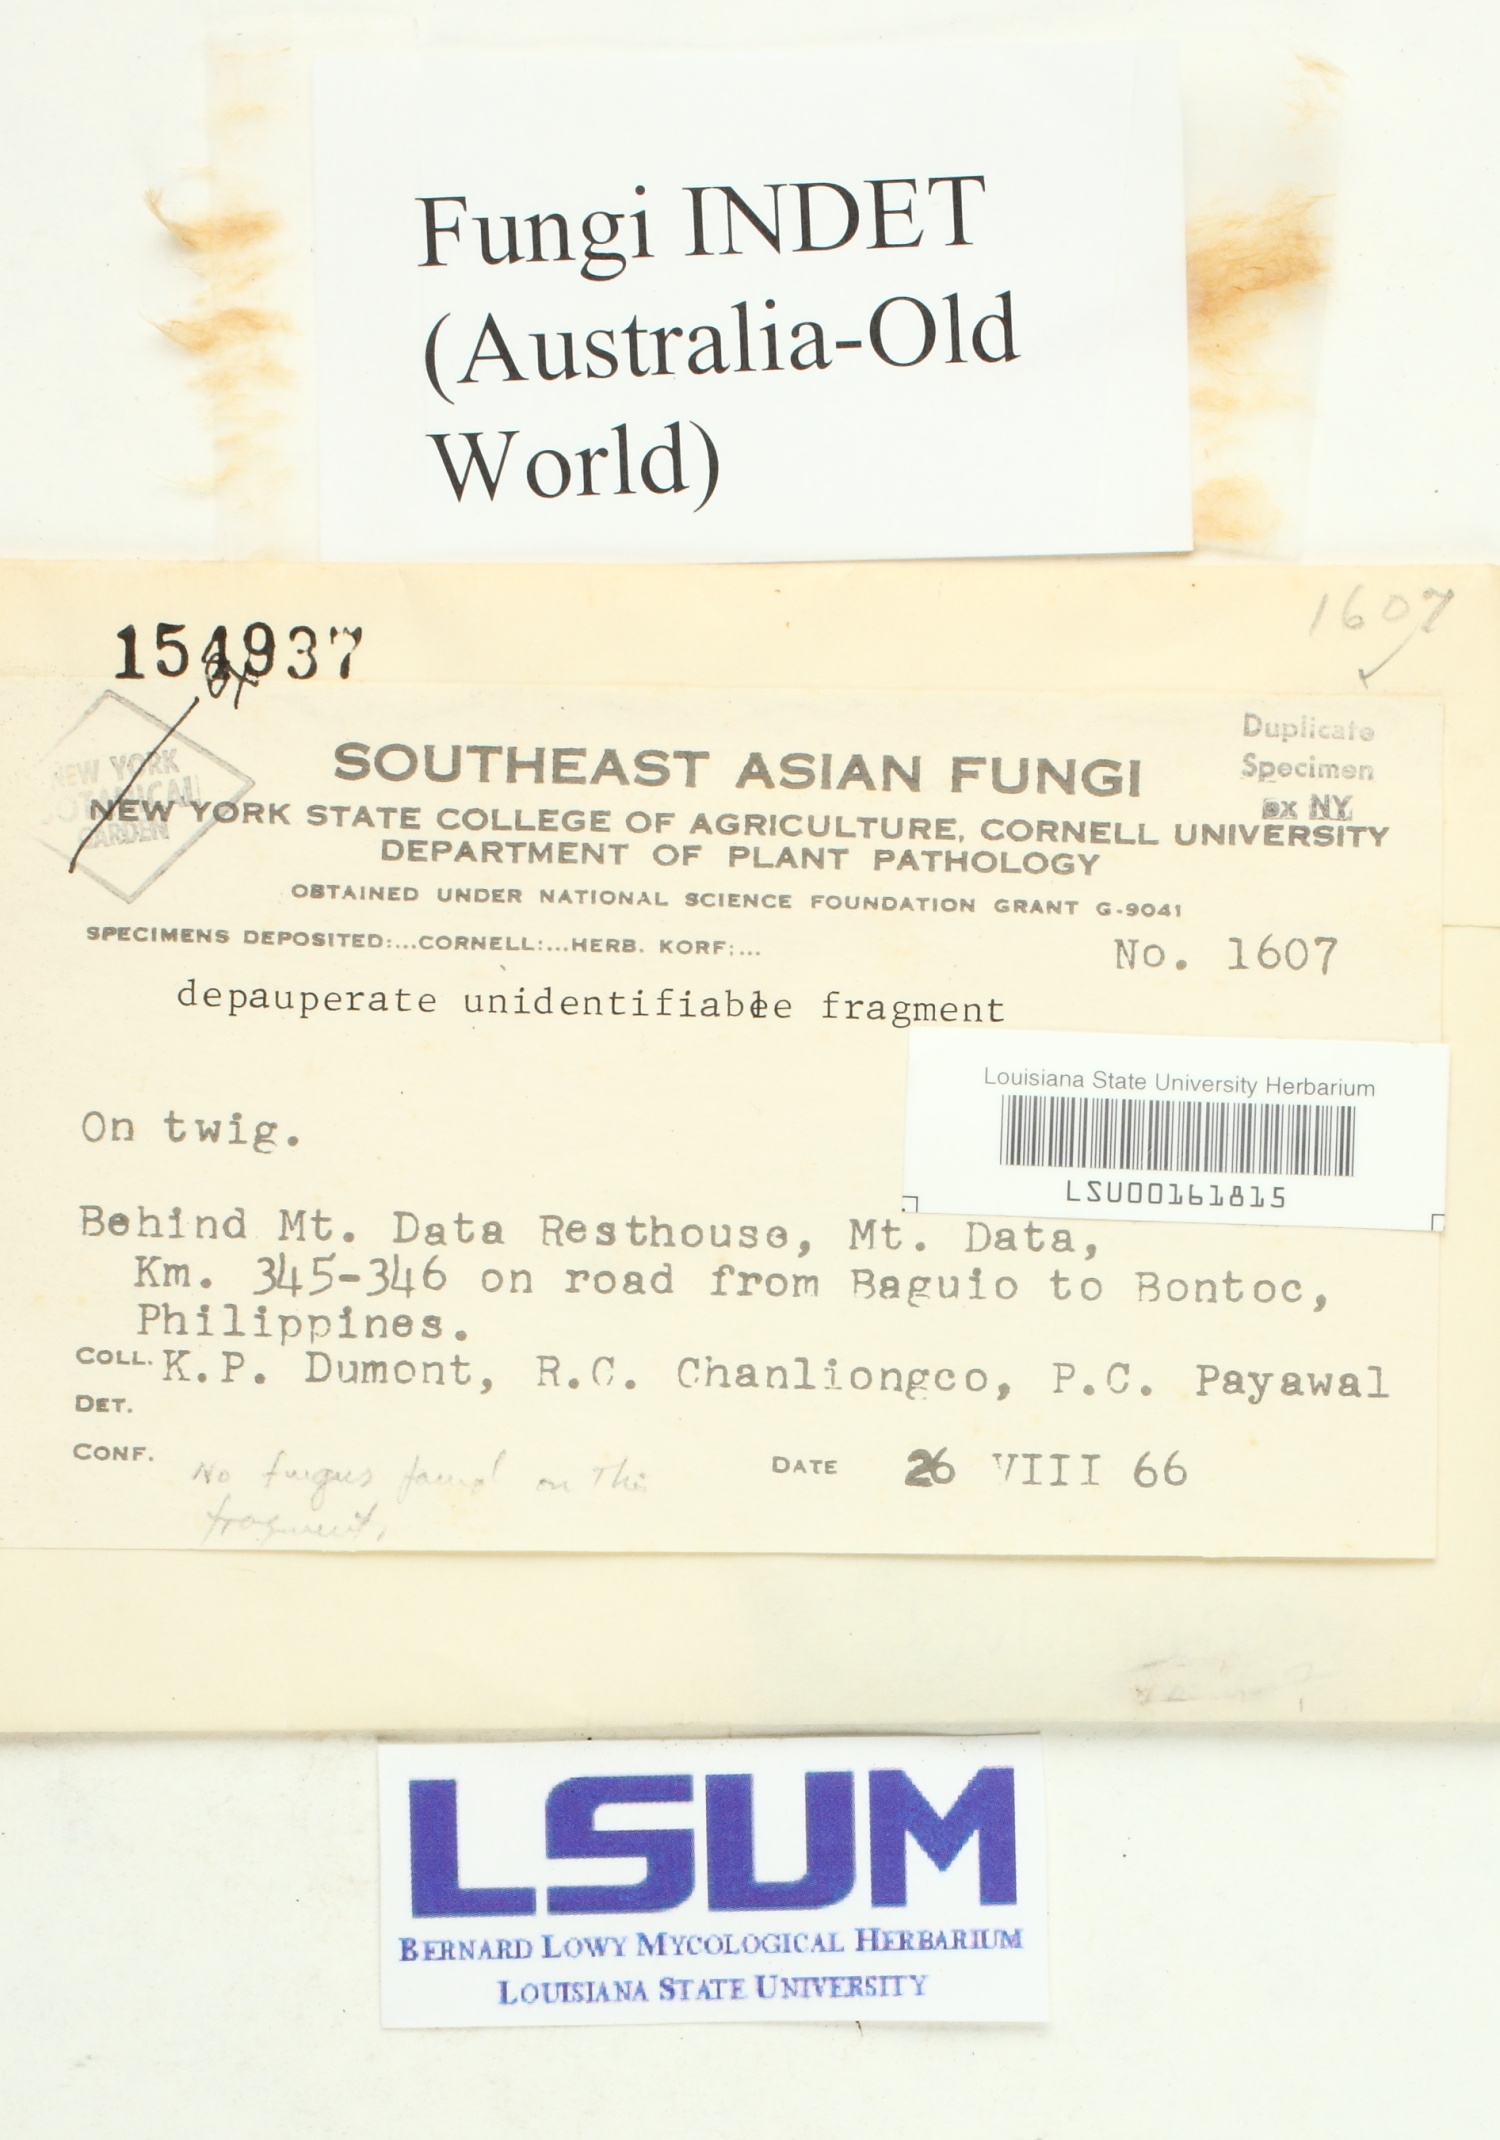 Fungi INDET
(Australia-Old
World)
1607
154937
ex
NEW YORK
BOTANICAL
GARDEN
Duplicate
Specimen
ex NY
SOUTHEAST ASIAN FUNGI
NEW YORK STATE COLLEGE OF AGRICULTURE, CORNELL UNIVERSITY
DEPARTMENT OF PLANT PATHOLOGY
OBTAINED UNDER NATIONAL SCIENCE FOUNDATION GRANT G-9041
SPECIMENS DEPOSITED:...CORNELL:...HERB. KORF;...
No. 1607
depauperate unidentifiable fragment
Louisiana State University Herbarium
LSU00161815
On twig.
Behind Mt. Data Resthouse, Mt. Data,
Km. 345-346 on road from Baguio to Bontoc,
Philippines.
COLL. K.P. Dumont, R.C. Chanliongco, P.C. Payawal
DET.
CONF.
DATE 26 VIII 66
No fungus found on this
fragment.
LSUM
BERNARD LOWY MYCOLOGICAL HERBARIUM
LOUISIANA STATE UNIVERSITY